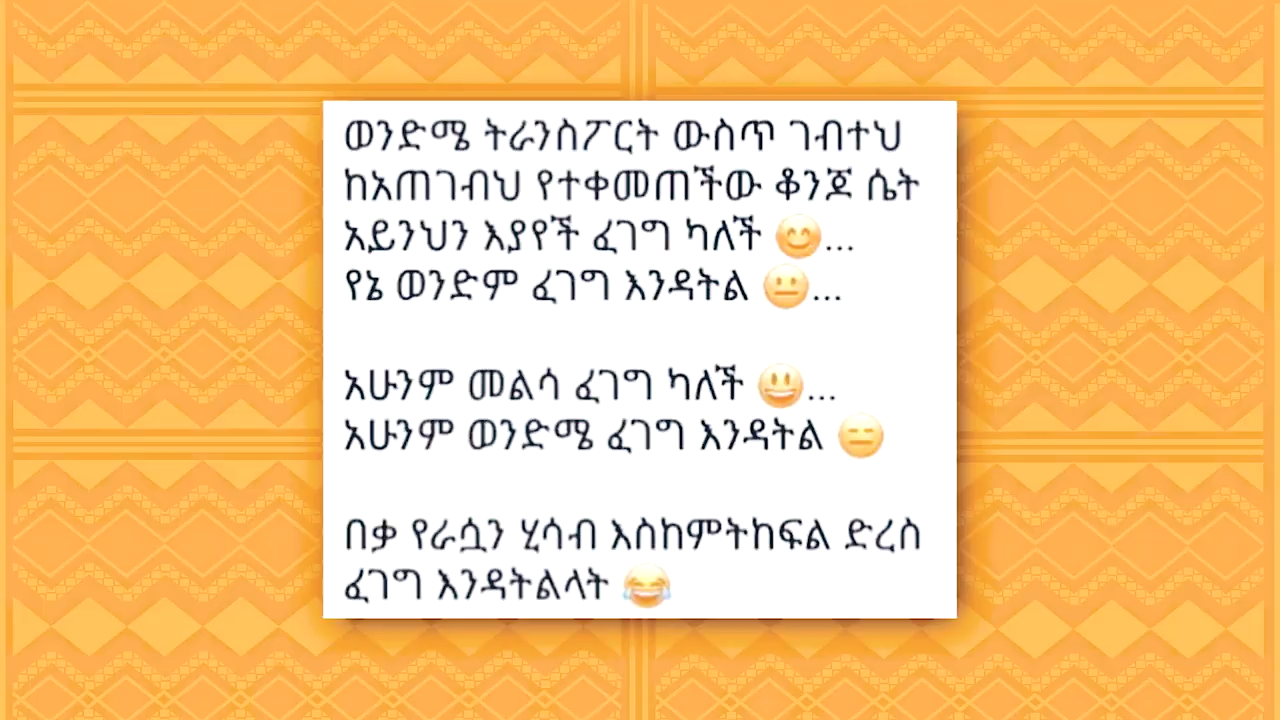 ወንድሜ ትራንስፖርት ውስጥ ገብተህ
ከአጠገብህ የተቀመጠችው ቆንጆ ሴት
አይንህን እያየች ፈገግ ካለች 😊...
የኔ ወንድም ፈገግ እንዳትል 😐...
አሁንም መልሳ ፈገግ ካለች 😃...
አሁንም ወንድሜ ፈገግ እንዳትል 😑
በቃ የራሷን ሂሳብ እስከምትከፍል ድረስ
ፈገግ እንዳትልላት 😂